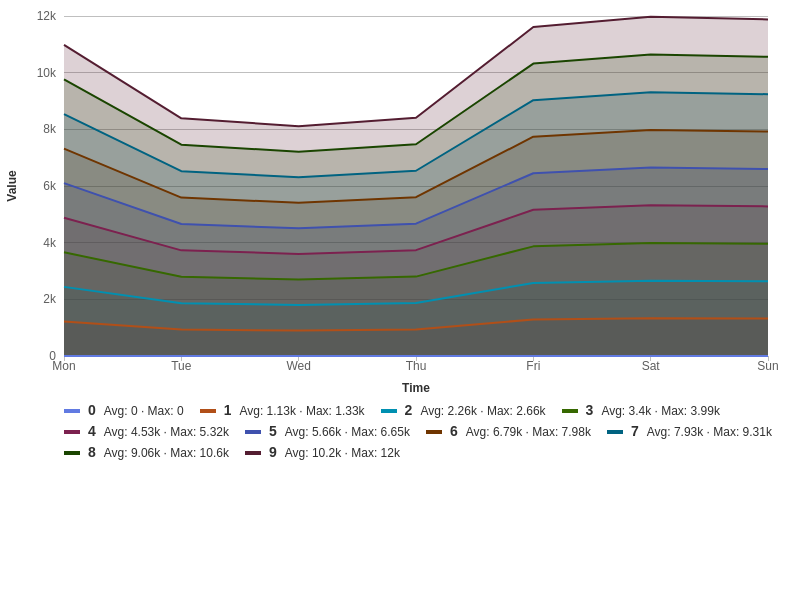 12k
10k
8k
6k
4k
2k
0
Value
Mon Tue Wed Thu Fri Sat Sun
Time
0 Avg: 0 · Max: 0 1 Avg: 1.13k · Max: 1.33k 2 Avg: 2.26k · Max: 2.66k 3 Avg: 3.4k · Max: 3.99k
4 Avg: 4.53k · Max: 5.32k 5 Avg: 5.66k · Max: 6.65k 6 Avg: 6.79k · Max: 7.98k 7 Avg: 7.93k · Max: 9.31k
8 Avg: 9.06k · Max: 10.6k 9 Avg: 10.2k · Max: 12k